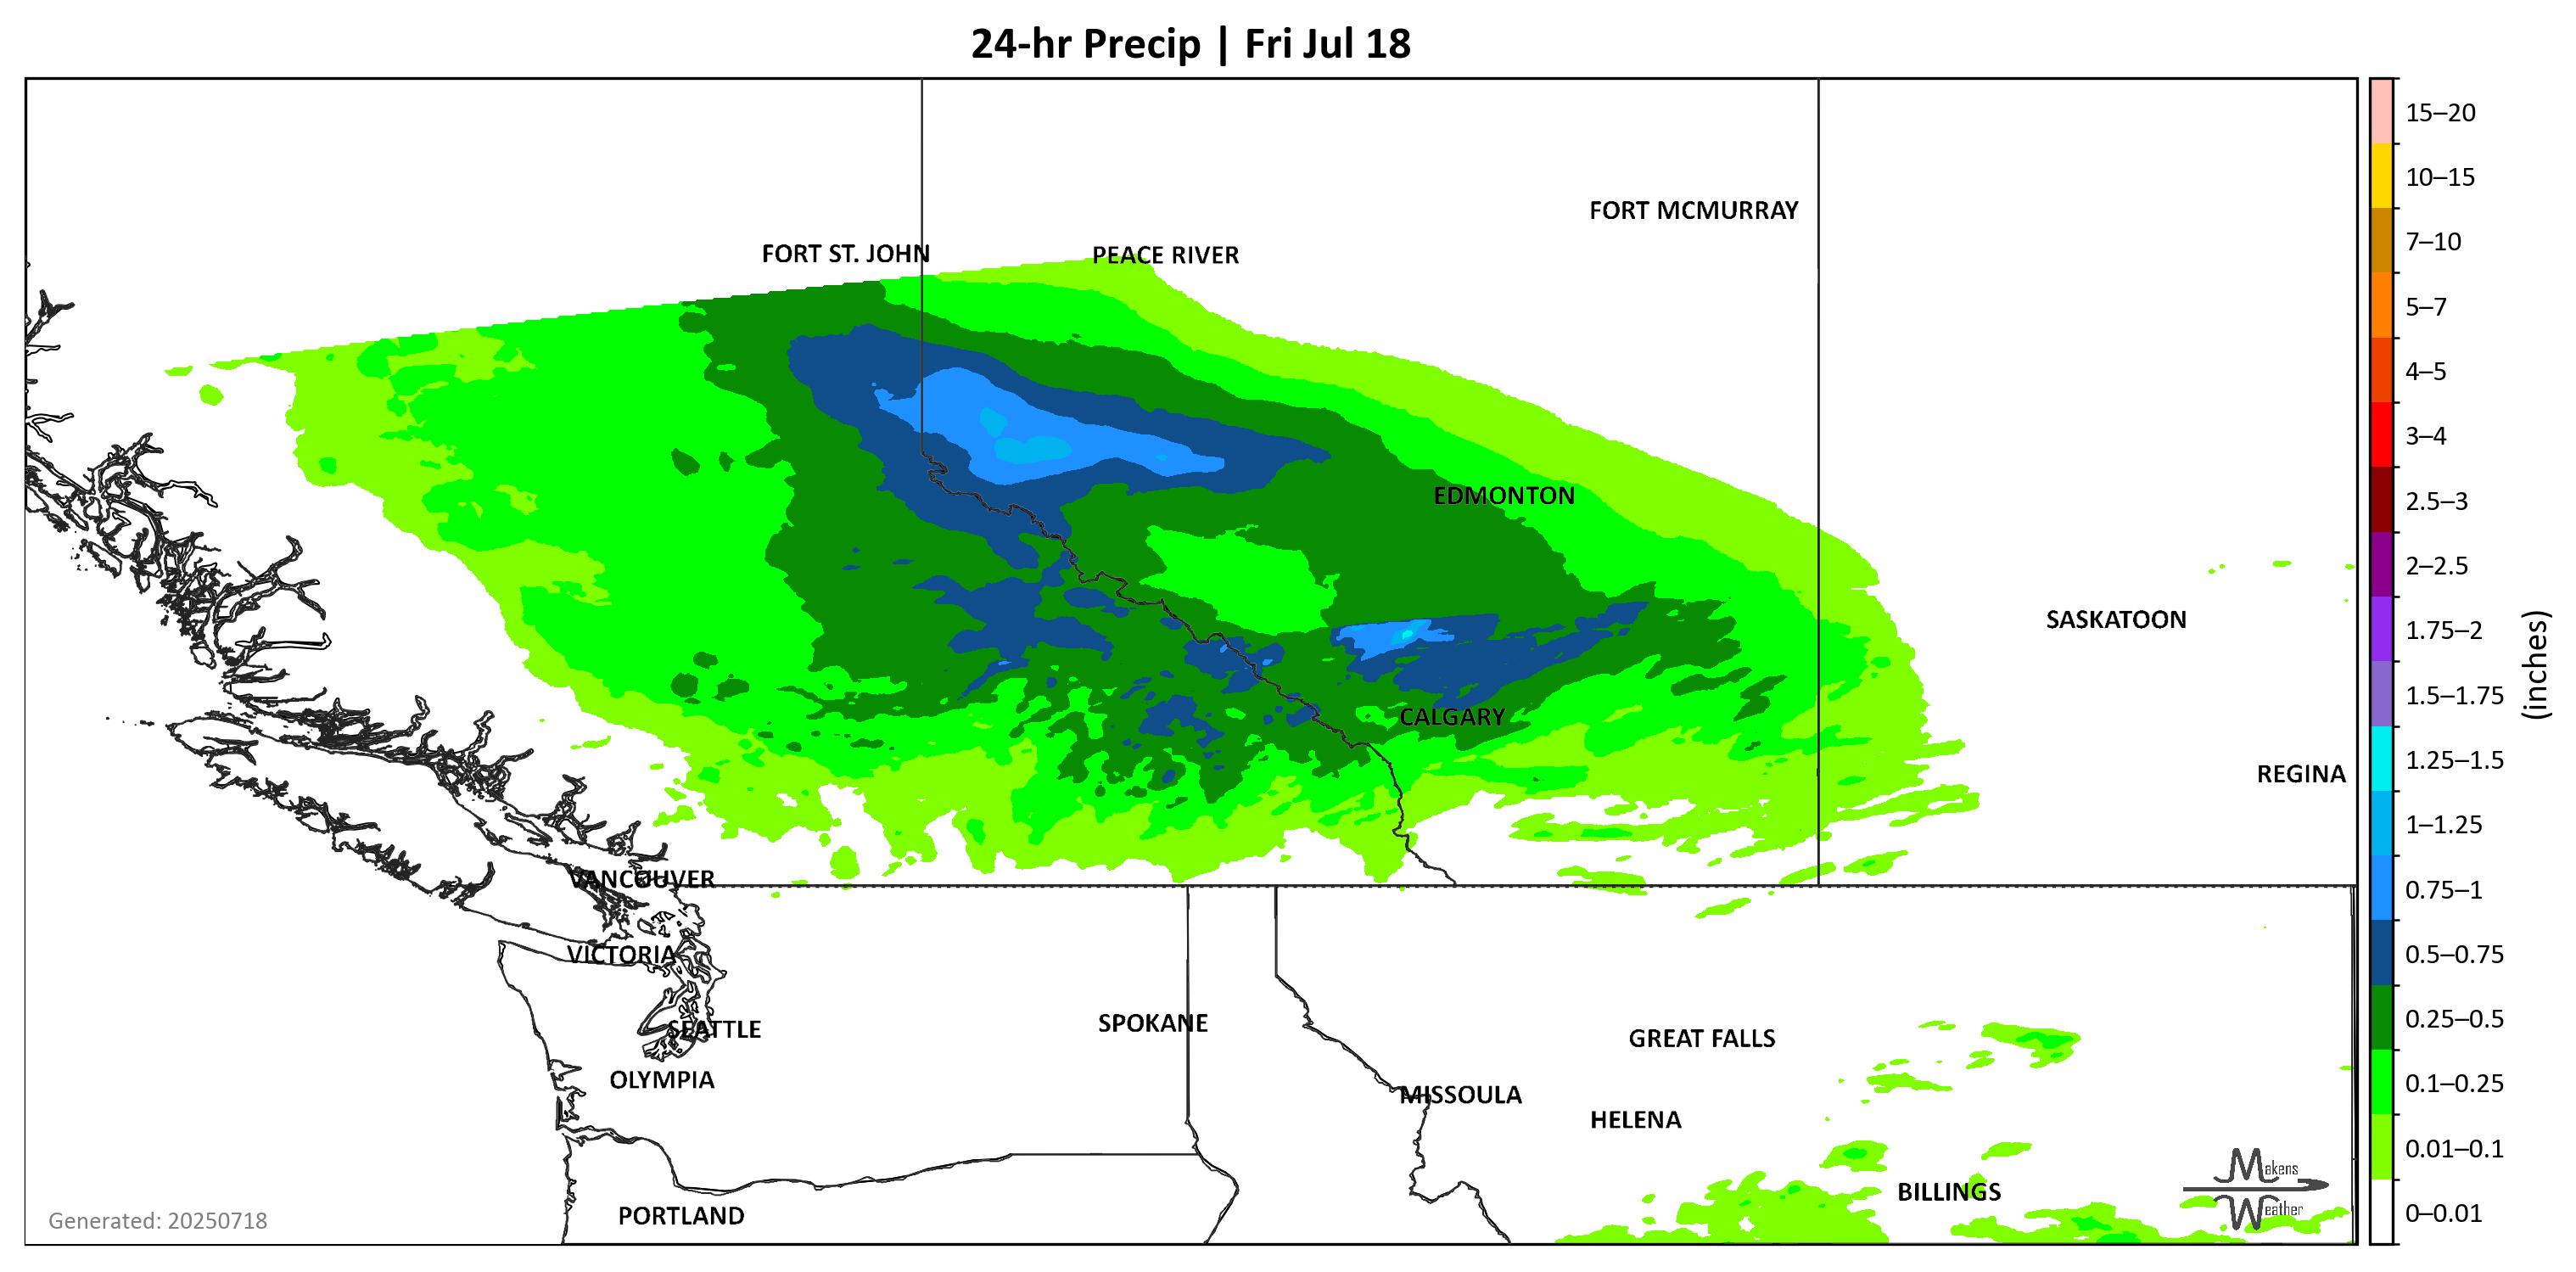 24-hr Precip | Fri Jul 18
FORT MCMURRAY
FORT ST. JOHN
PEACE RIVER
EDMONTON
SASKATOON
CALGARY
REGINA
VANCOUVER
VICTORIA
SEATTLE
SPOKANE
GREAT FALLS
OLYMPIA
MISSOULA
HELENA
BILLINGS
PORTLAND
Generated: 20250718
Makens
Weather
15–20
10–15
7–10
5–7
4–5
3–4
2.5–3
2–2.5
1.75–2
1.5–1.75
1.25–1.5
1–1.25
0.75–1
0.5–0.75
0.25–0.5
0.1–0.25
0.01–0.1
0–0.01
(inches)